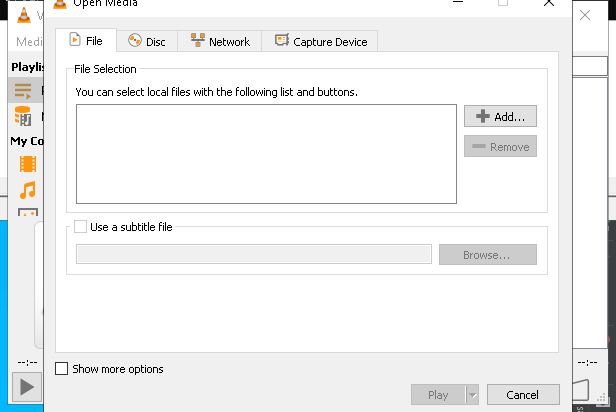 Open Media
V
Medi
File
Disc
Network
Capture Device
Playlis
File Selection
You can select local files with the following list and buttons.
Add...
Remove
My Co
Use a subtitle file
Browse...
--:--
--:--
Show more options
Play
Cancel